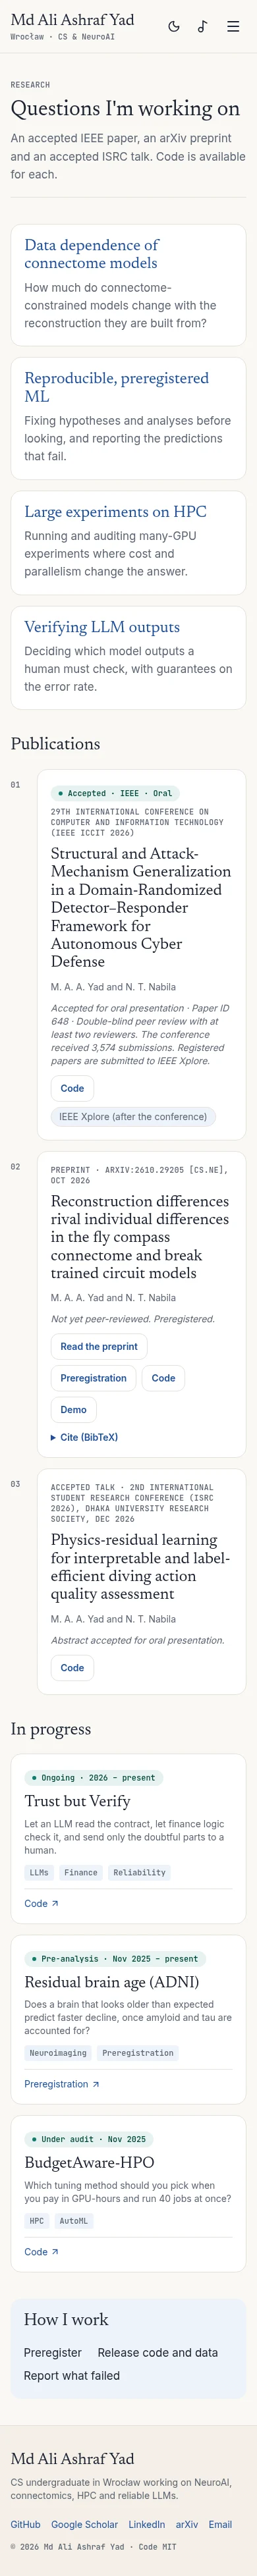 Md Ali Ashraf Yad
Wrocław · CS & NeuroAI
RESEARCH
Questions I'm working on
An accepted IEEE paper, an arXiv preprint
and an accepted ISRC talk. Code is available
for each.
Data dependence of
connectome models
How much do connectome-
constrained models change with the
reconstruction they are built from?
Reproducible, preregistered
ML
Fixing hypotheses and analyses before
looking, and reporting the predictions
that fail.
Large experiments on HPC
Running and auditing many-GPU
experiments where cost and
parallelism change the answer.
Verifying LLM outputs
Deciding which model outputs a
human must check, with guarantees on
the error rate.
Publications
01
Accepted · IEEE · Oral
29TH INTERNATIONAL CONFERENCE ON
COMPUTER AND INFORMATION TECHNOLOGY
(IEEE ICCIT 2026)
Structural and Attack-
Mechanism Generalization
in a Domain-Randomized
Detector–Responder
Framework for
Autonomous Cyber
Defense
M. A. A. Yad and N. T. Nabila
Accepted for oral presentation · Paper ID
648 · Double-blind peer review with at
least two reviewers. The conference
received 3,574 submissions. Registered
papers are submitted to IEEE Xplore.
Code
IEEE Xplore (after the conference)
02
PREPRINT · ARXIV:2610.29205 [CS.NE],
OCT 2026
Reconstruction differences
rival individual differences
in the fly compass
connectome and break
trained circuit models
M. A. A. Yad and N. T. Nabila
Not yet peer-reviewed. Preregistered.
Read the preprint
Preregistration Code
Demo
▶ Cite (BibTeX)
03
ACCEPTED TALK · 2ND INTERNATIONAL
STUDENT RESEARCH CONFERENCE (ISRC
2026), DHAKA UNIVERSITY RESEARCH
SOCIETY, DEC 2026
Physics-residual learning
for interpretable and label-
efficient diving action
quality assessment
M. A. A. Yad and N. T. Nabila
Abstract accepted for oral presentation.
Code
In progress
Ongoing · 2026 – present
Trust but Verify
Let an LLM read the contract, let finance logic
check it, and send only the doubtful parts to a
human.
LLMs Finance Reliability
Code ↗
Pre-analysis · Nov 2025 – present
Residual brain age (ADNI)
Does a brain that looks older than expected
predict faster decline, once amyloid and tau are
accounted for?
Neuroimaging Preregistration
Preregistration ↗
Under audit · Nov 2025
BudgetAware-HPO
Which tuning method should you pick when
you pay in GPU-hours and run 40 jobs at once?
HPC AutoML
Code ↗
How I work
Preregister Release code and data
Report what failed
Md Ali Ashraf Yad
CS undergraduate in Wrocław working on NeuroAI,
connectomics, HPC and reliable LLMs.
GitHub Google Scholar LinkedIn arXiv Email
© 2026 Md Ali Ashraf Yad · Code MIT